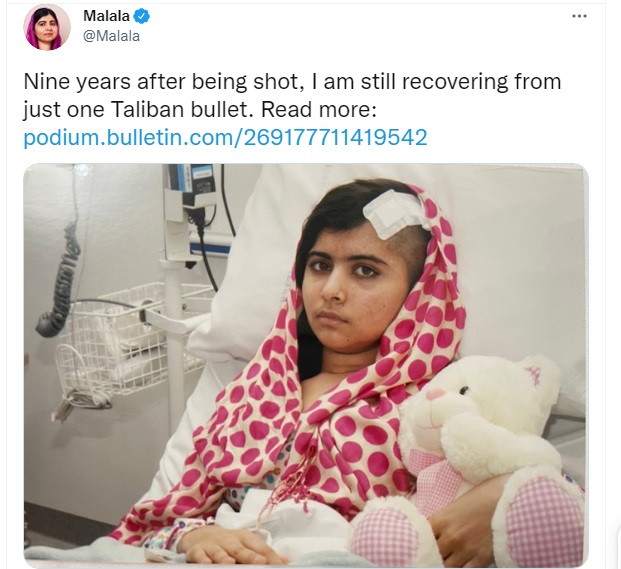 Malala
@Malala
Nine years after being shot, I am still recovering from
just one Taliban bullet. Read more:
podium.bulletin.com/269177711419542